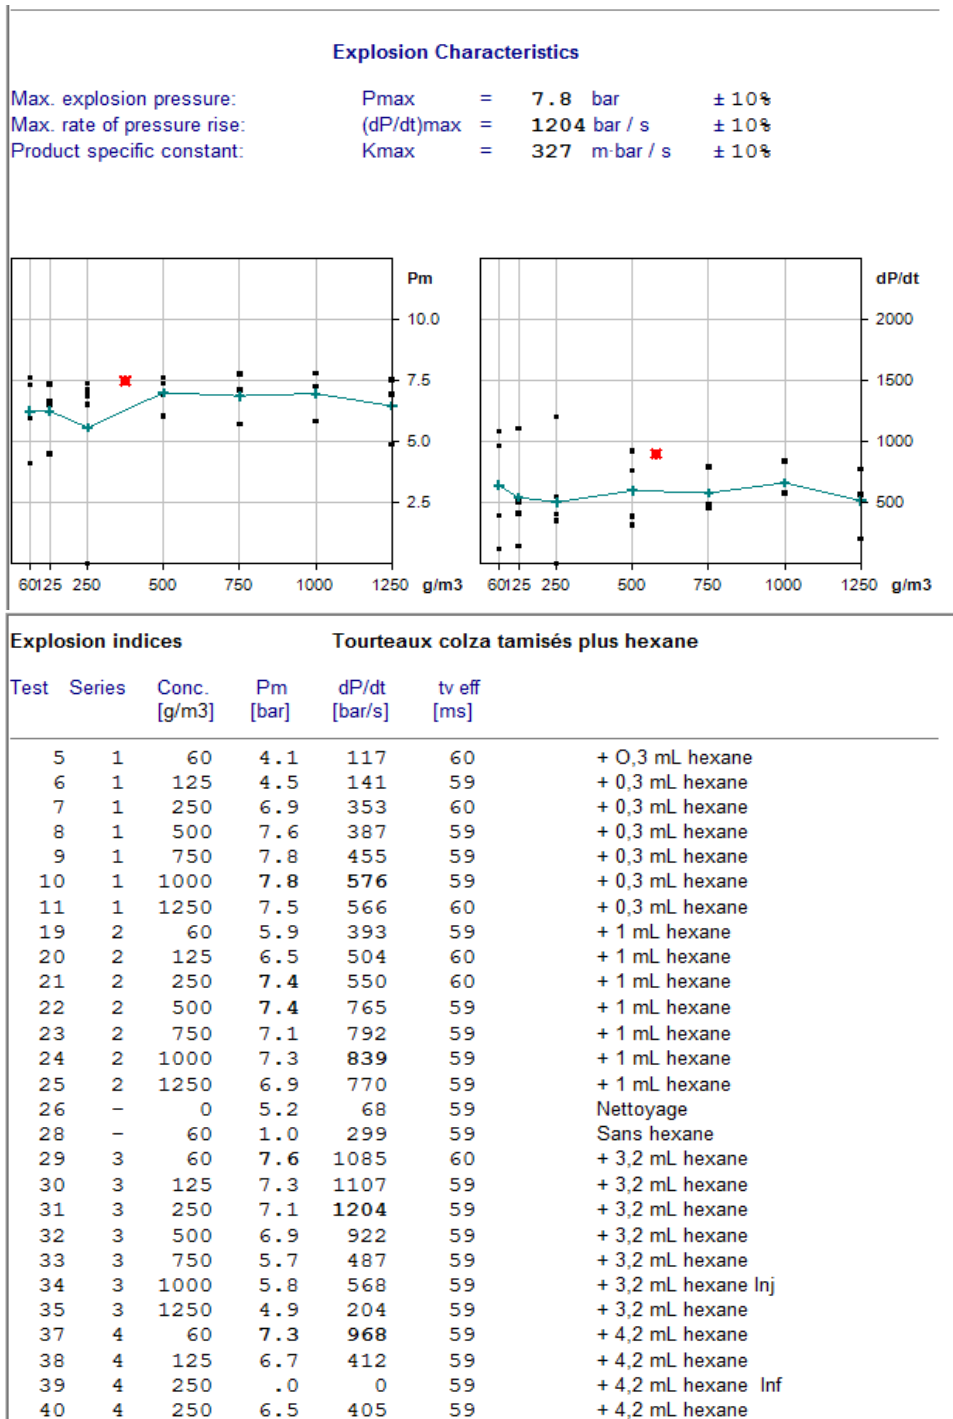 Explosion Characteristics
Max. explosion pressure: Pmax = 7.8 bar ± 10%
Max. rate of pressure rise: (dP/dt)max = 1204 bar / s ± 10%
Product specific constant: Kmax = 327 m·bar / s ± 10%
Pm
10.0
7.5
5.0
2.5
60 125 250 500 750 1000 1250 g/m3
dP/dt
2000
1500
1000
500
60 125 250 500 750 1000 1250 g/m3
Explosion indices Tourteaux colza tamisés plus hexane
Test Series Conc. Pm dP/dt tv eff
[g/m3] [bar] [bar/s] [ms]
5 1 60 4.1 117 60 + O,3 mL hexane
6 1 125 4.5 141 59 + 0,3 mL hexane
7 1 250 6.9 353 60 + 0,3 mL hexane
8 1 500 7.6 387 59 + 0,3 mL hexane
9 1 750 7.8 455 59 + 0,3 mL hexane
10 1 1000 7.8 576 59 + 0,3 mL hexane
11 1 1250 7.5 566 60 + 0,3 mL hexane
19 2 60 5.9 393 59 + 1 mL hexane
20 2 125 6.5 504 60 + 1 mL hexane
21 2 250 7.4 550 60 + 1 mL hexane
22 2 500 7.4 765 59 + 1 mL hexane
23 2 750 7.1 792 59 + 1 mL hexane
24 2 1000 7.3 839 59 + 1 mL hexane
25 2 1250 6.9 770 59 + 1 mL hexane
26 - 0 5.2 68 59 Nettoyage
28 - 60 1.0 299 59 Sans hexane
29 3 60 7.6 1085 60 + 3,2 mL hexane
30 3 125 7.3 1107 59 + 3,2 mL hexane
31 3 250 7.1 1204 59 + 3,2 mL hexane
32 3 500 6.9 922 59 + 3,2 mL hexane
33 3 750 5.7 487 59 + 3,2 mL hexane
34 3 1000 5.8 568 59 + 3,2 mL hexane Inj
35 3 1250 4.9 204 59 + 3,2 mL hexane
37 4 60 7.3 968 59 + 4,2 mL hexane
38 4 125 6.7 412 59 + 4,2 mL hexane
39 4 250 .0 0 59 + 4,2 mL hexane Inf
40 4 250 6.5 405 59 + 4,2 mL hexane